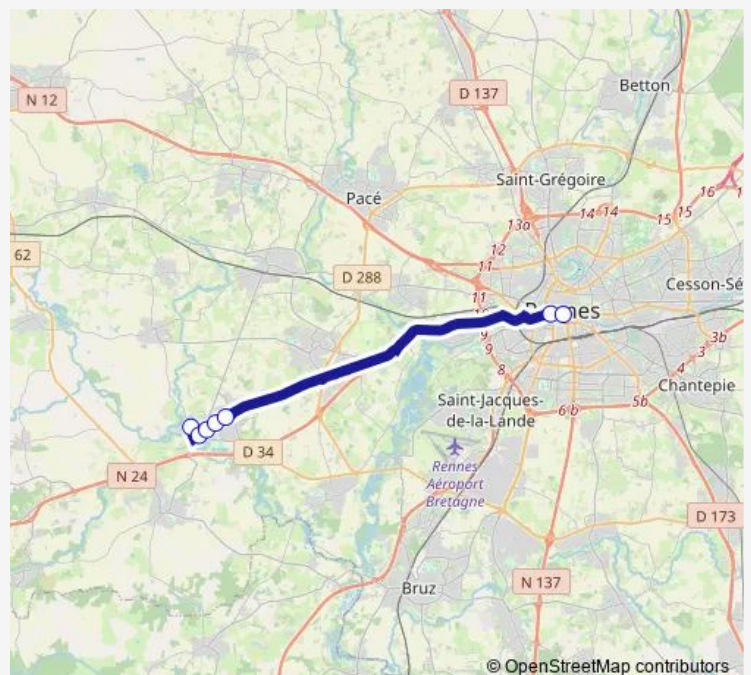 N 12
D 137
Betton
Pacé
Saint-Grégoire
16
13a
14
14
15
15
12
11
62
D 288
11
Cesson-Sé
10
9
9
3b
3
4
8
Chantepie
Saint-Jacques-
de-la-Lande
5b
6 b
D 34
N 24
Rennes
Aéroport
Bretagne
D 173
N 137
Bruz
© OpenStreetMap contributors